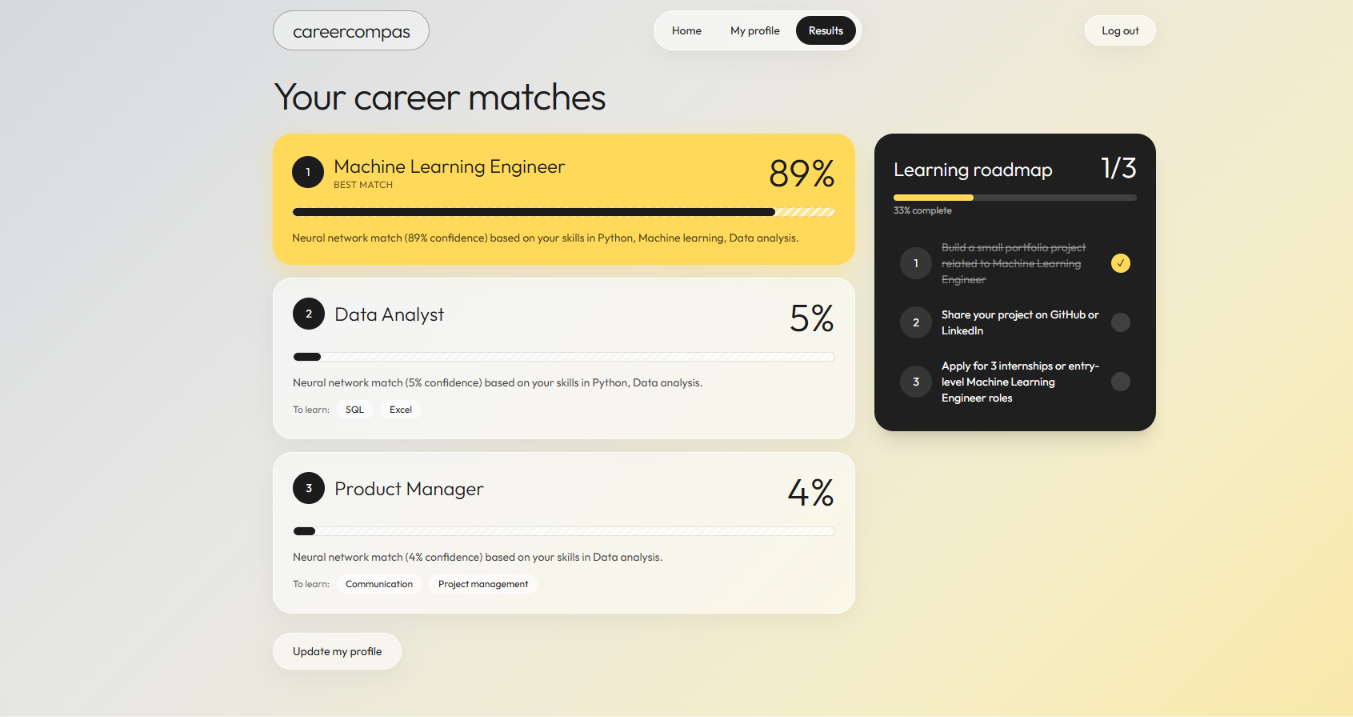 careercompas
Home
My profile
Results
Log out
Your career matches
1
Machine Learning Engineer
BEST MATCH
89%
Neural network match (89% confidence) based on your skills in Python, Machine learning, Data analysis.
2
Data Analyst
5%
Neural network match (5% confidence) based on your skills in Python, Data analysis.
To learn: SQL Excel
3
Product Manager
4%
Neural network match (4% confidence) based on your skills in Data analysis.
To learn: Communication Project management
Update my profile
Learning roadmap
1/3
33% complete
1
Build a small portfolio project
related to Machine Learning
Engineer
✓
2
Share your project on GitHub or
LinkedIn
3
Apply for 3 internships or entry-
level Machine Learning
Engineer roles